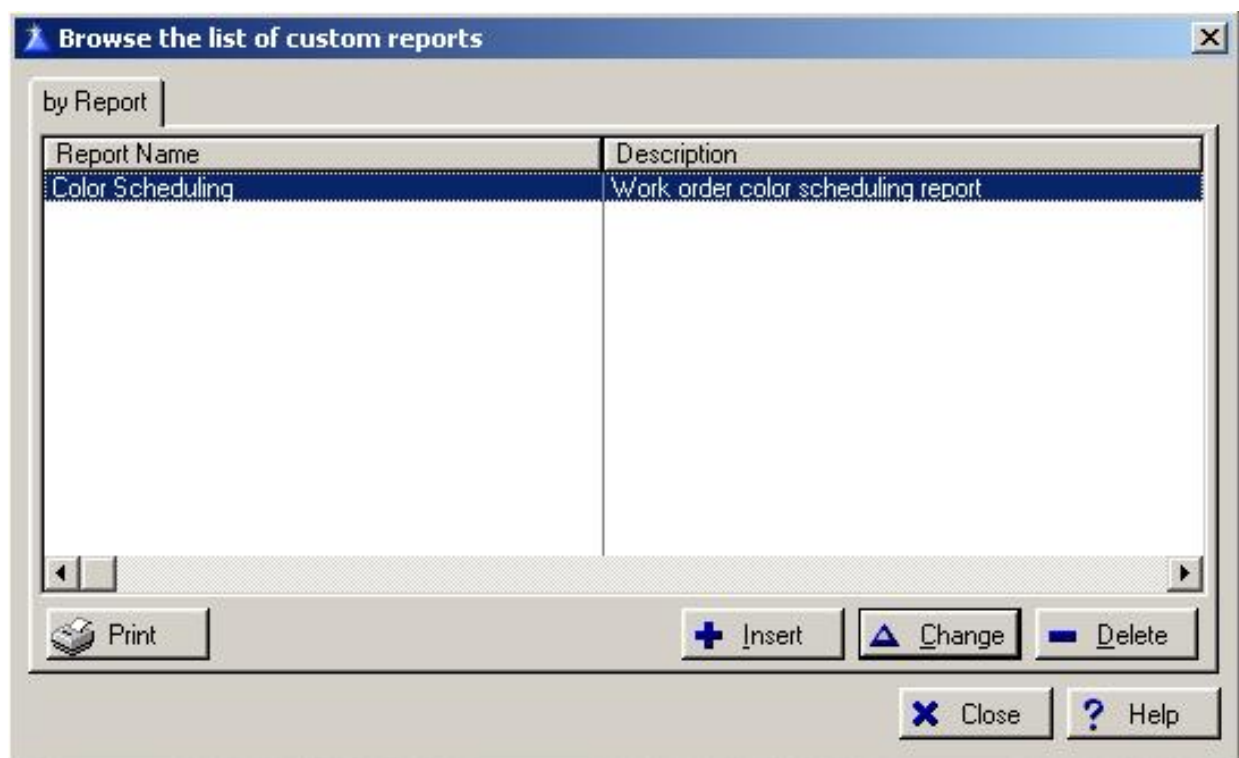 Browse the list of custom reports
by Report
Report Name Description
Color Scheduling Work order color scheduling report
Print Insert Change Delete
Close ? Help